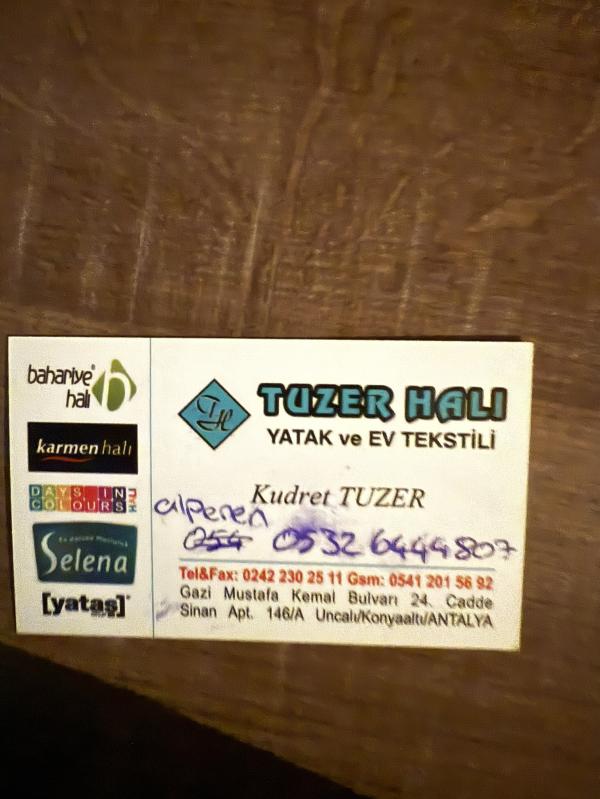 bahariye®
halı
karmen halı
DAYS IN
COLOURS
Selena
[yataş]®
TH
TUZER HALI
YATAK ve EV TEKSTİLİ
Kudret TUZER
alperen
054 0532 6444807
Tel&Fax: 0242 230 25 11 Gsm: 0541 201 56 92
Gazi Mustafa Kemal Bulvarı 24. Cadde
Sinan Apt. 146/A Uncalı/Konyaaltı/ANTALYA